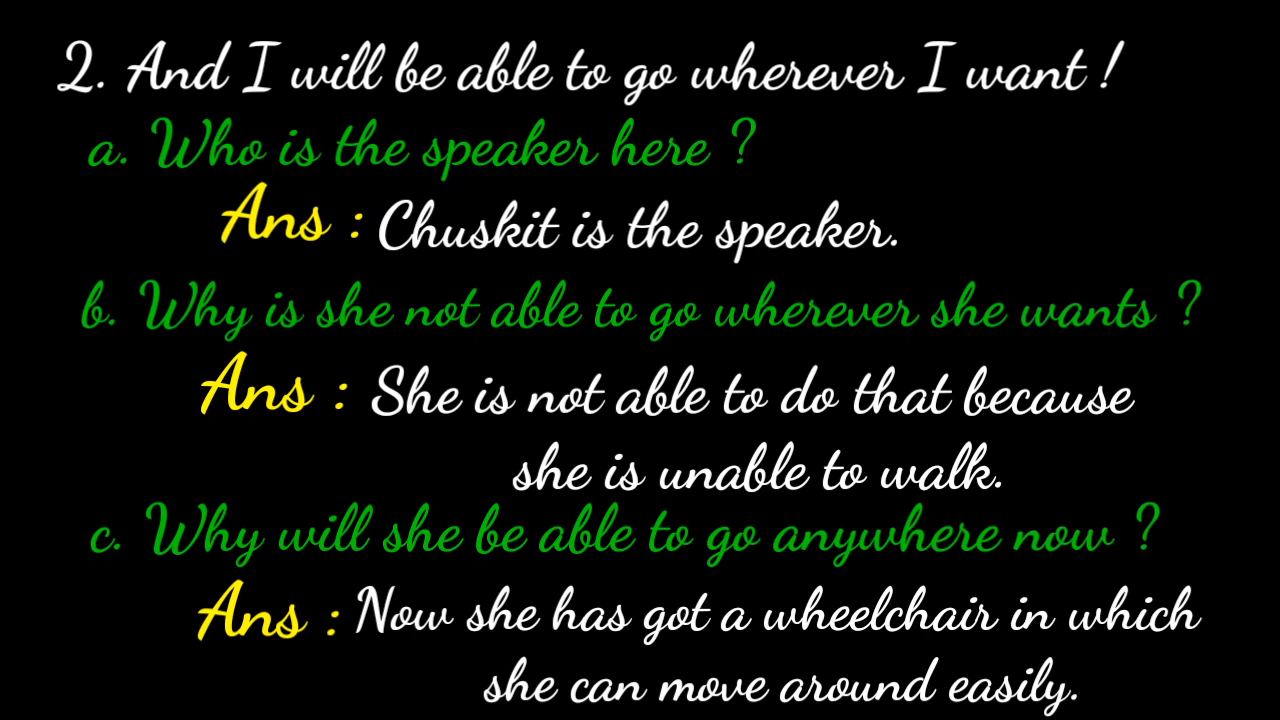 2. And I will be able to go wherever I want !
a. Who is the speaker here ?
Ans : Chuskit is the speaker.
b. Why is she not able to go wherever she wants ?
Ans : She is not able to do that because
she is unable to walk.
c. Why will she be able to go anywhere now ?
Ans : Now she has got a wheelchair in which
she can move around easily.